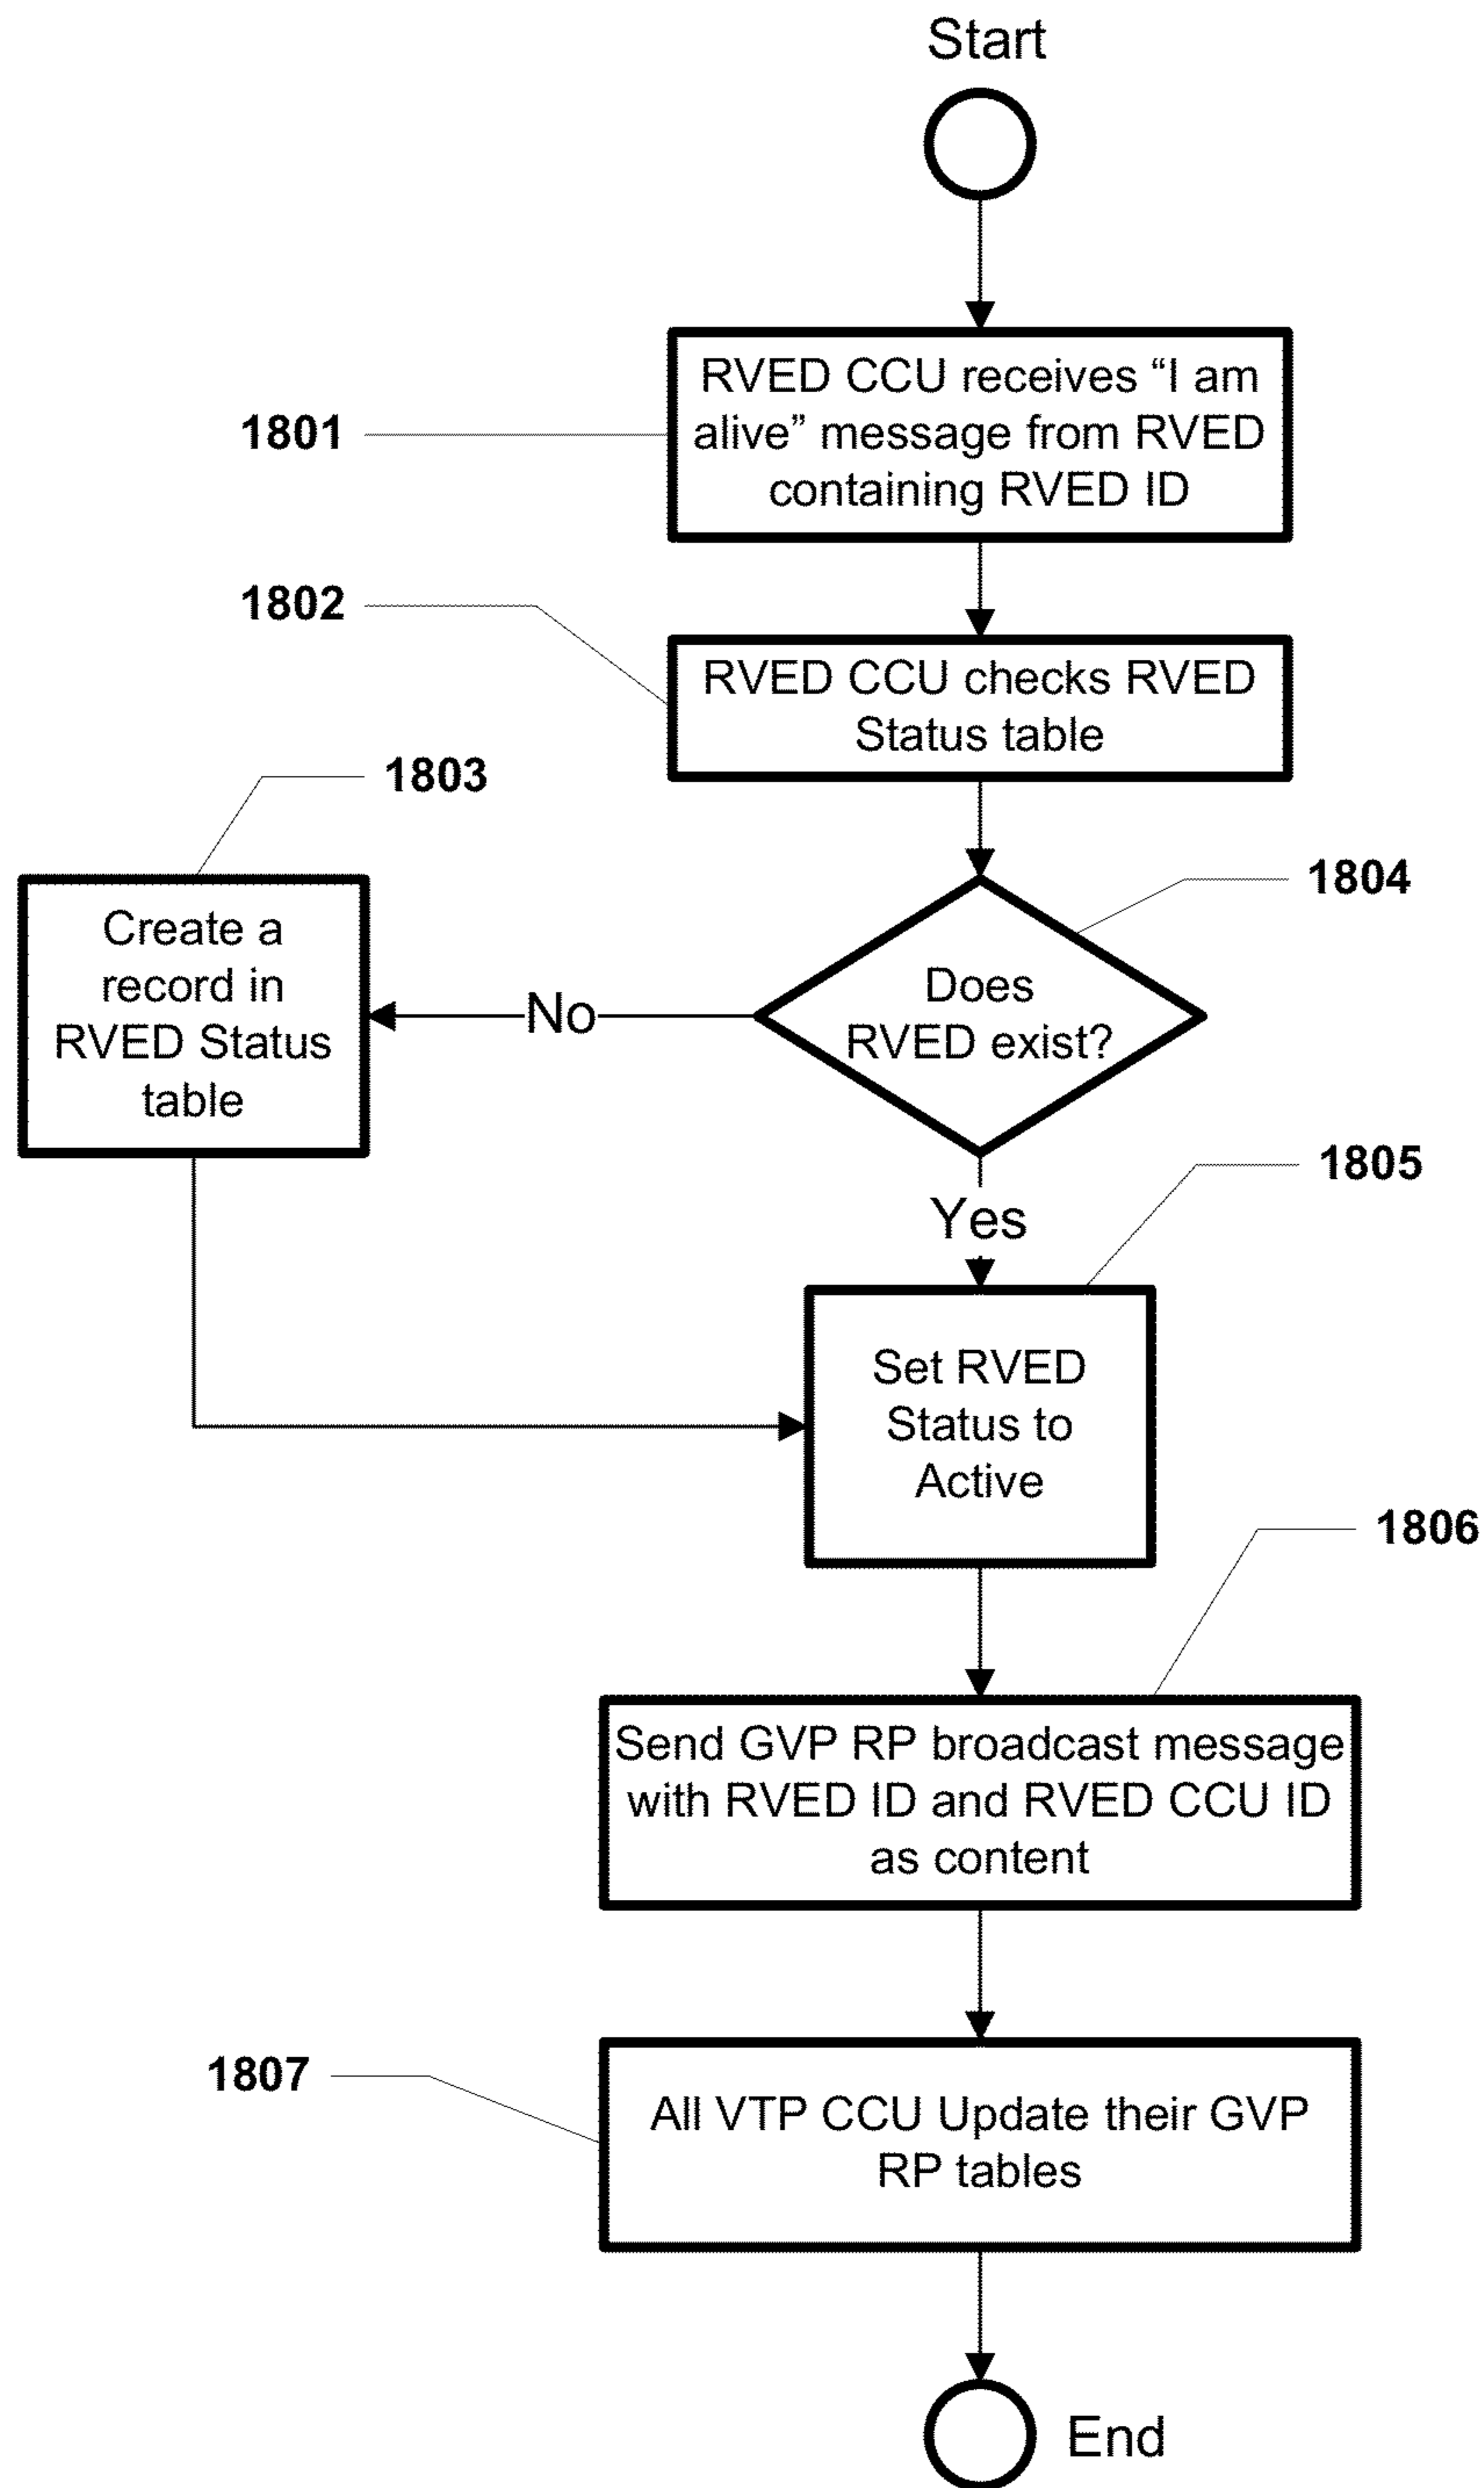 Start
1801
RVED CCU receives “I am
alive” message from RVED
containing RVED ID
1802
RVED CCU checks RVED
Status table
1803
Create a
record in
RVED Status
table
No
1804
Does
RVED exist?
Yes
1805
Set RVED
Status to
Active
1806
Send GVP RP broadcast message
with RVED ID and RVED CCU ID
as content
1807
All VTP CCU Update their GVP
RP tables
End